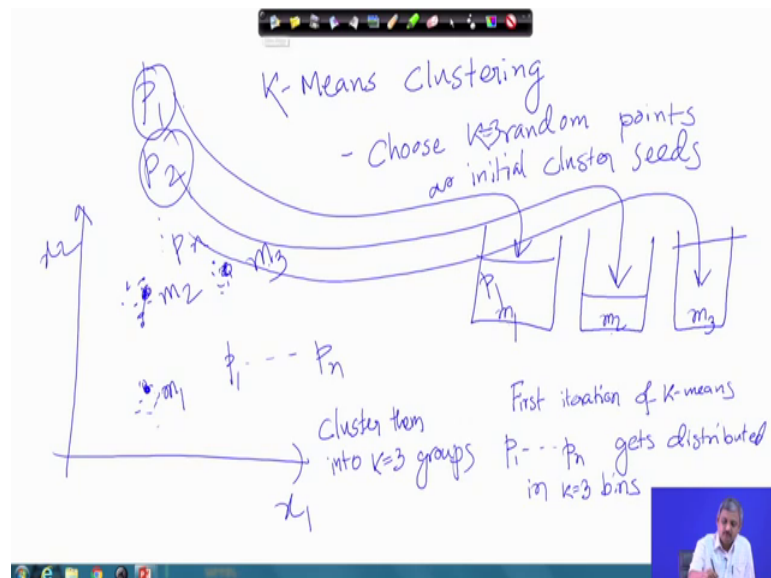 K-Means Clustering
- Choose K=3 random points
as initial cluster seeds
P1
P2
Pn
x2
m3
m2
m1
p1 --- pn
x1
Cluster them
into K=3 groups
P1
m1
m2
m3
First iteration of K-means
p1 --- pn gets distributed
in k=3 bins